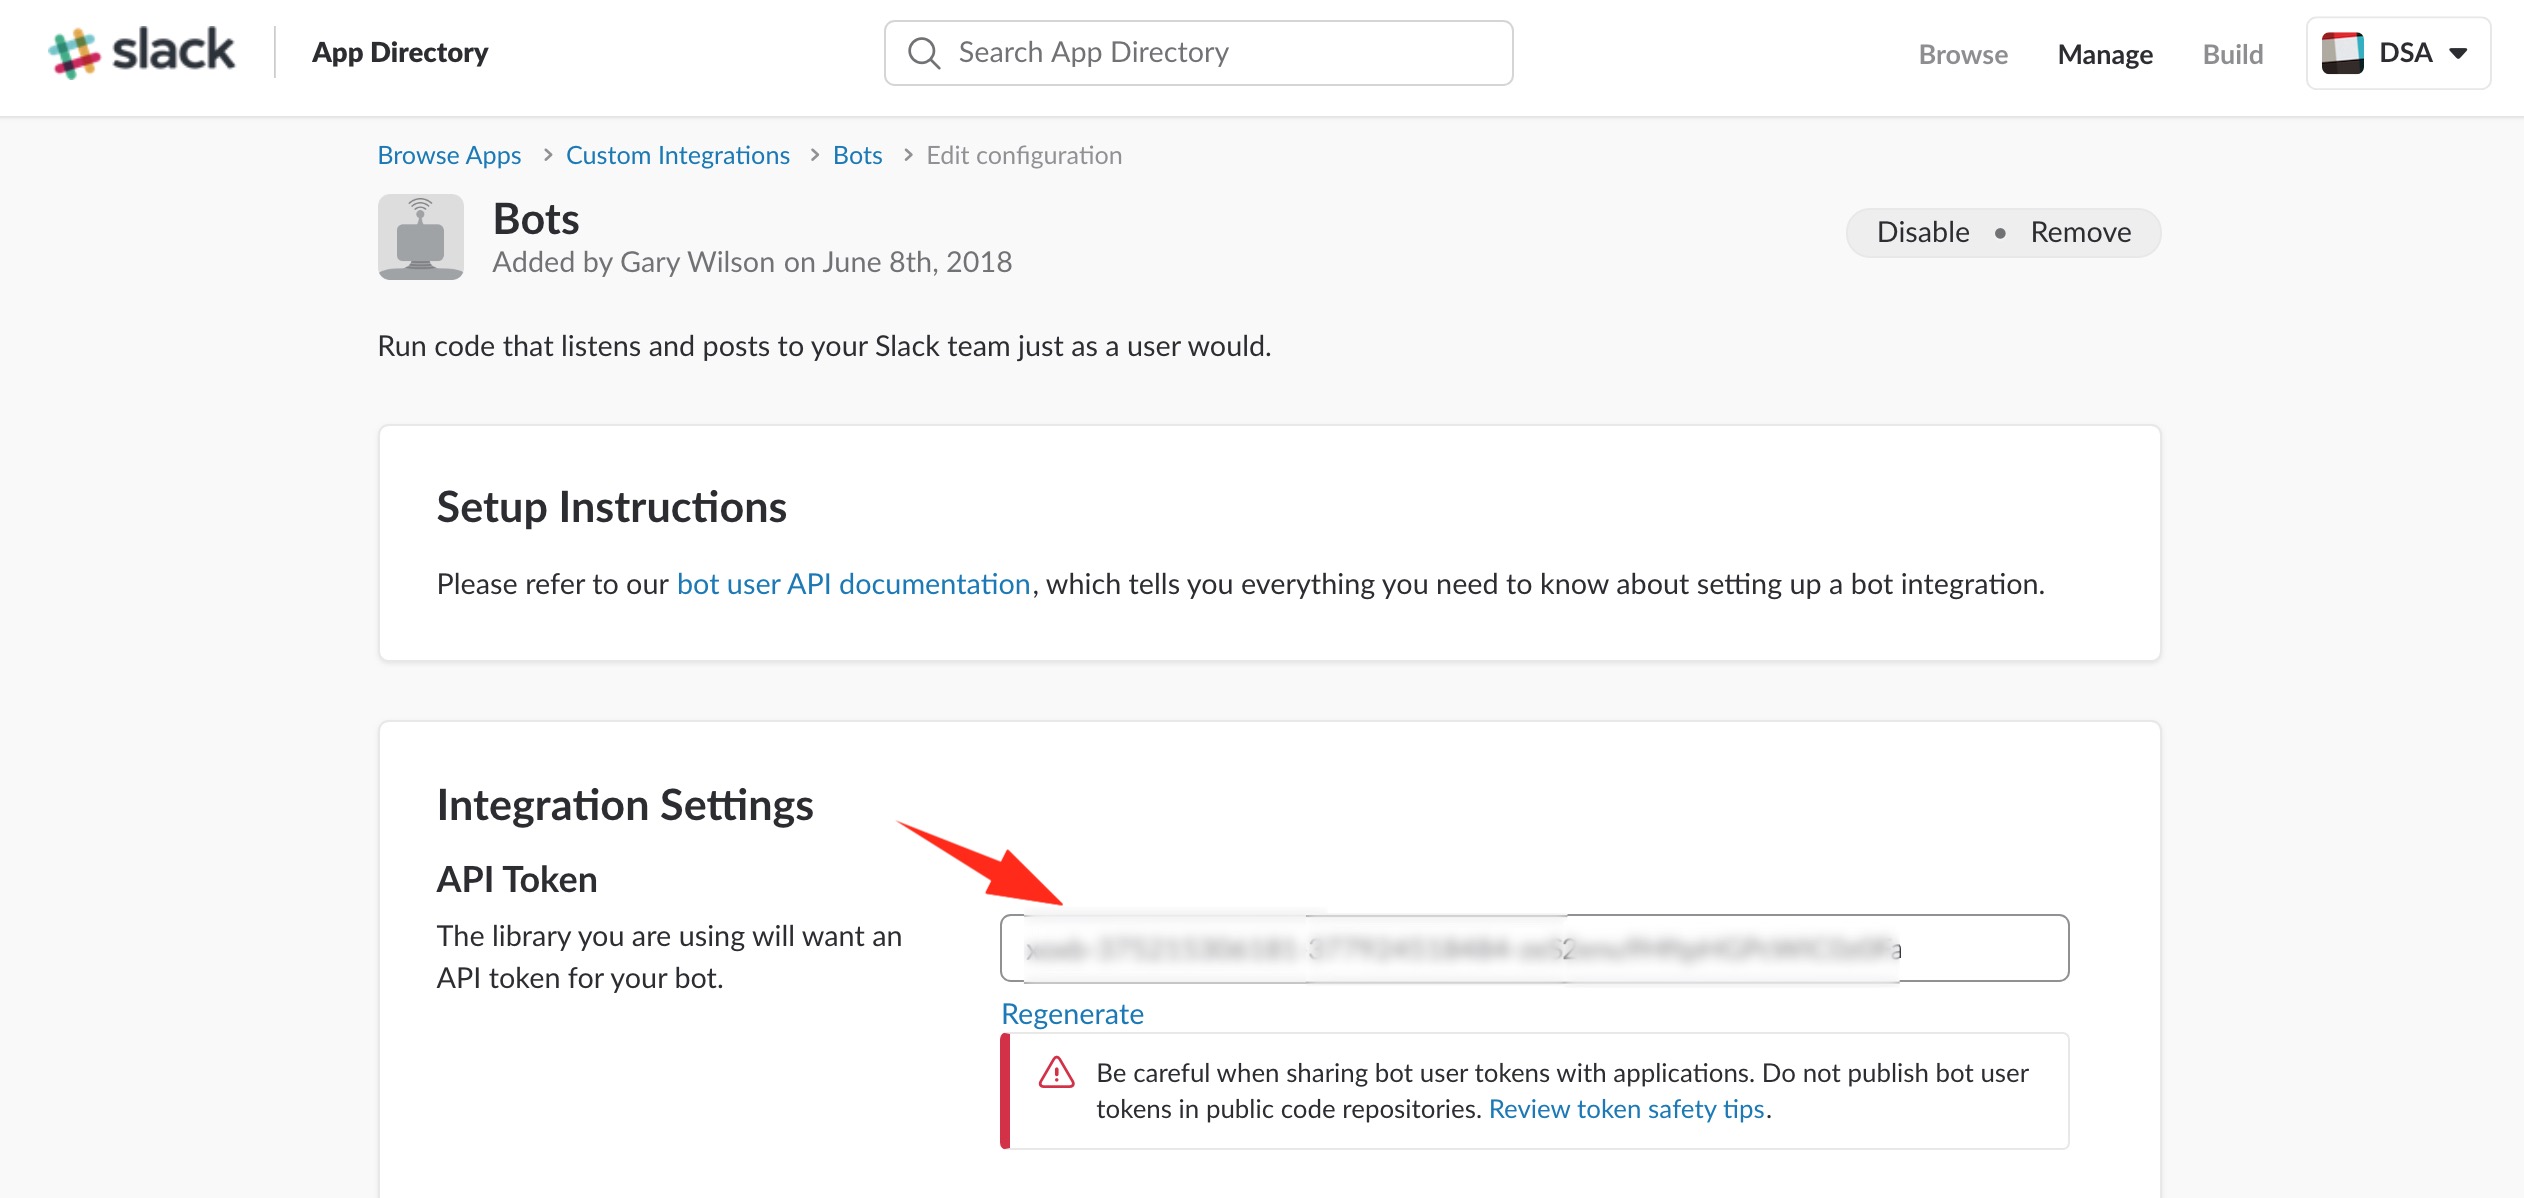 slack
App Directory
Search App Directory
Browse
Manage
Build
DSA
Browse Apps > Custom Integrations > Bots > Edit configuration
Bots
Added by Gary Wilson on June 8th, 2018
Disable • Remove
Run code that listens and posts to your Slack team just as a user would.
Setup Instructions
Please refer to our bot user API documentation, which tells you everything you need to know about setting up a bot integration.
Integration Settings
API Token
The library you are using will want an
API token for your bot.
Regenerate
Be careful when sharing bot user tokens with applications. Do not publish bot user
tokens in public code repositories. Review token safety tips.